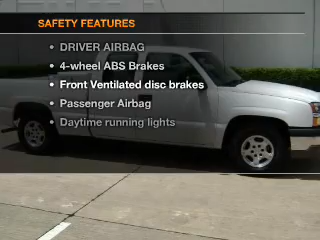 SAFETY FEATURES
• DRIVER AIRBAG
• 4-wheel ABS Brakes
• Front Ventilated disc brakes
• Passenger Airbag
• Daytime running lights